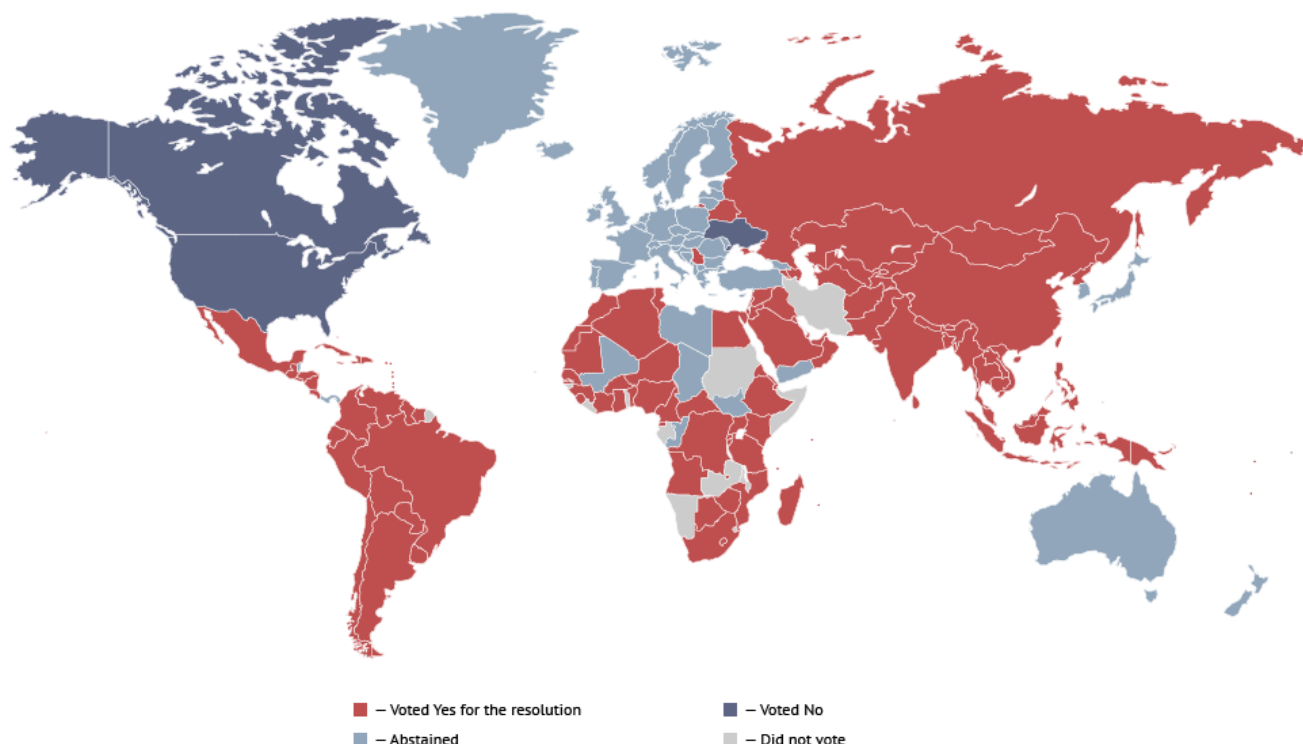 — Voted Yes for the resolution
— Voted No
— Abstained
— Did not vote